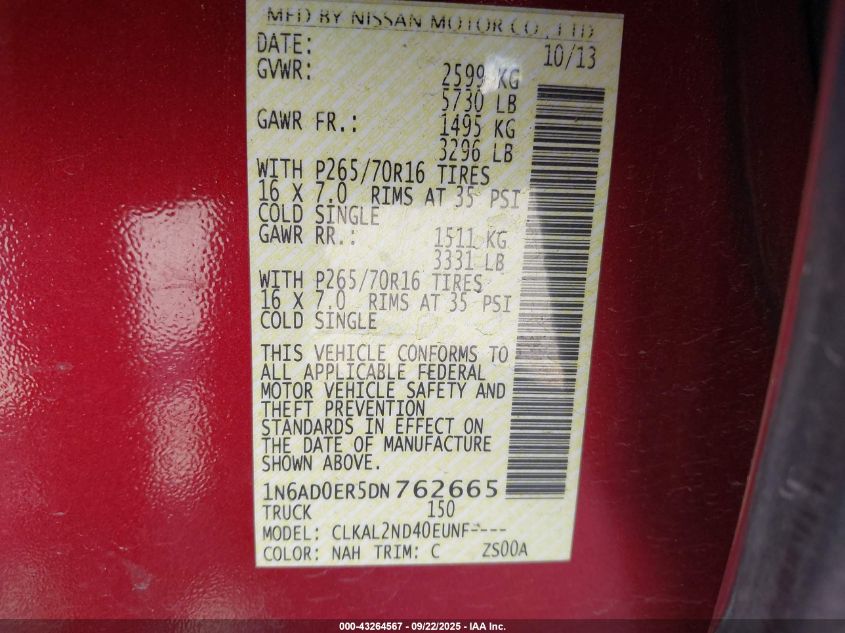 MFD BY NISSAN MOTOR CO., LTD
DATE: 10/13
GVWR: 2599 KG
5730 LB
GAWR FR.: 1495 KG
3296 LB
WITH P265/70R16 TIRES
16 X 7.0 RIMS AT 35 PSI
COLD SINGLE
GAWR RR.: 1511 KG
3331 LB
WITH P265/70R16 TIRES
16 X 7.0 RIMS AT 35 PSI
COLD SINGLE
THIS VEHICLE CONFORMS TO
ALL APPLICABLE FEDERAL
MOTOR VEHICLE SAFETY AND
THEFT PREVENTION
STANDARDS IN EFFECT ON
THE DATE OF MANUFACTURE
SHOWN ABOVE.
1N6AD0ER5DN762665
TRUCK 150
MODEL: CLKAL2ND40EUNF----
COLOR: NAH TRIM: C ZS00A
000-43264567 - 09/22/2025 - IAA Inc.